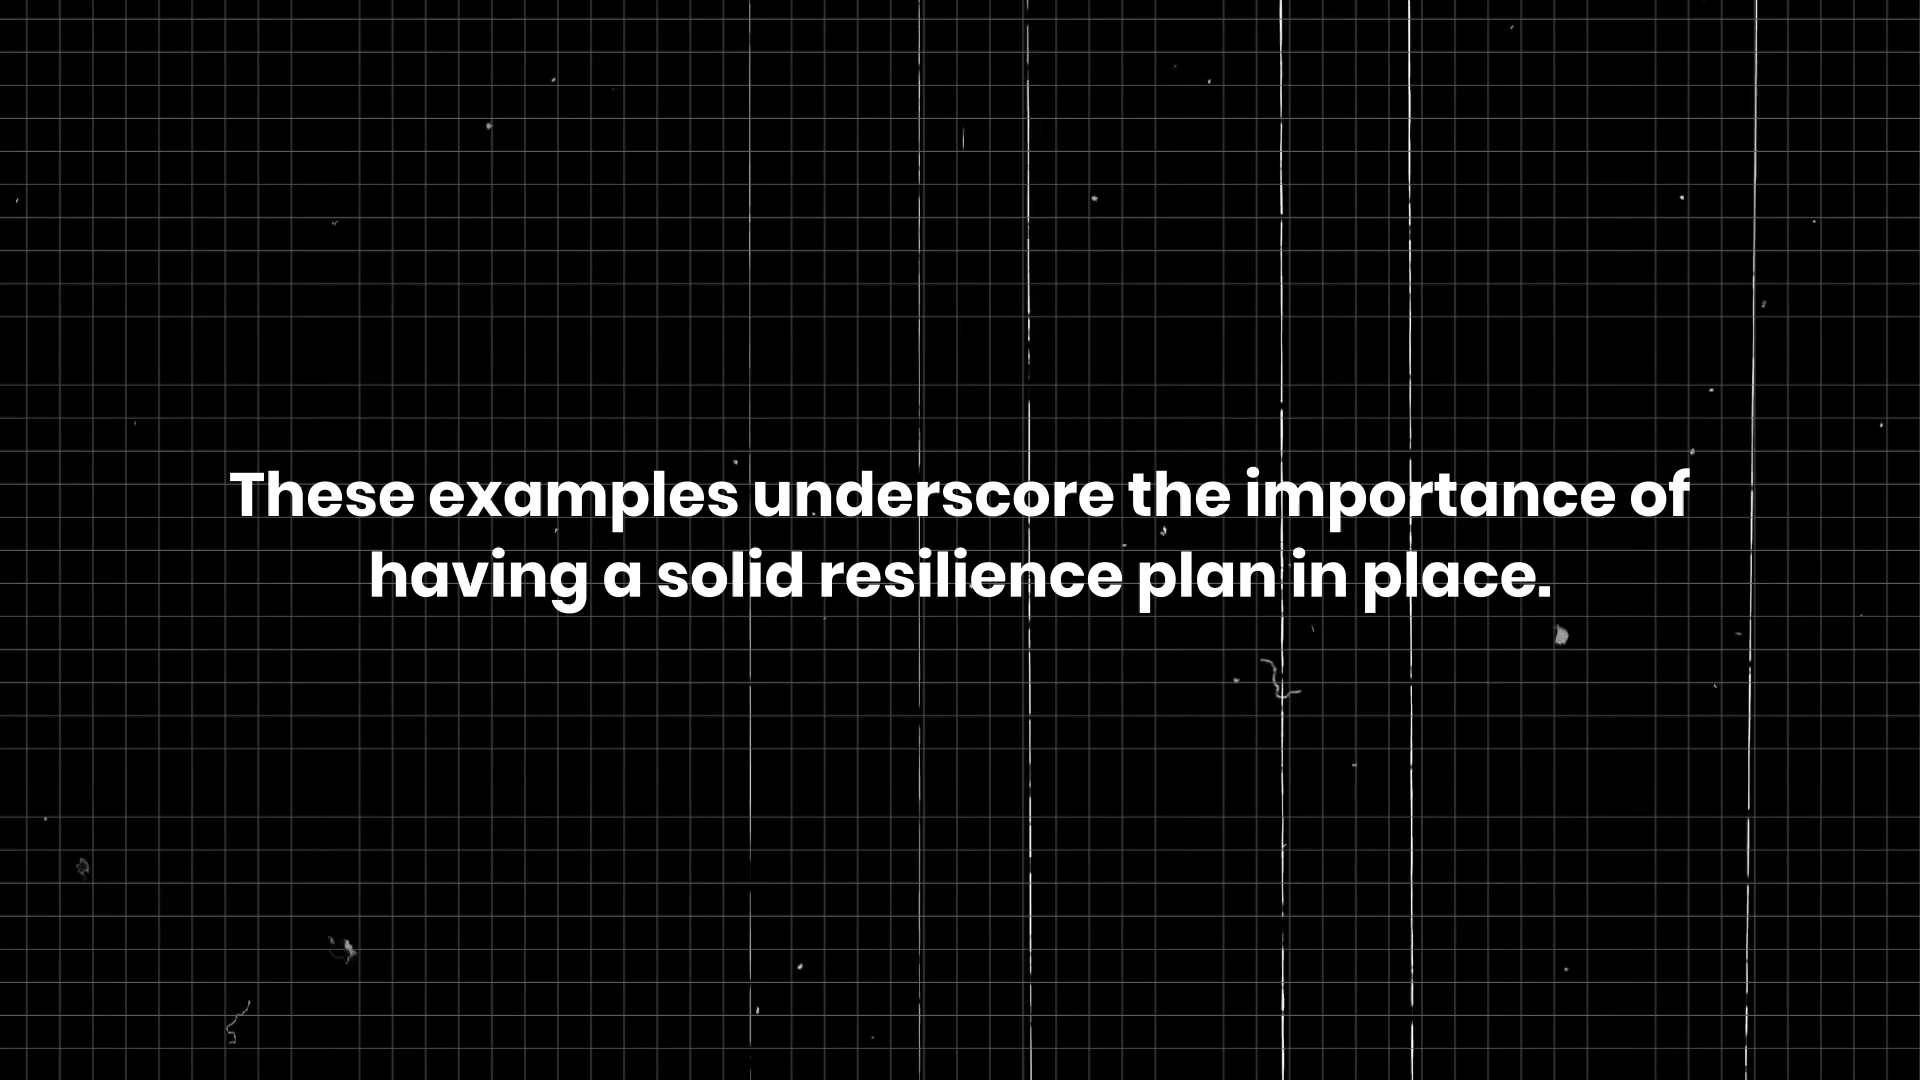 These examples underscore the importance of
having a solid resilience plan in place.